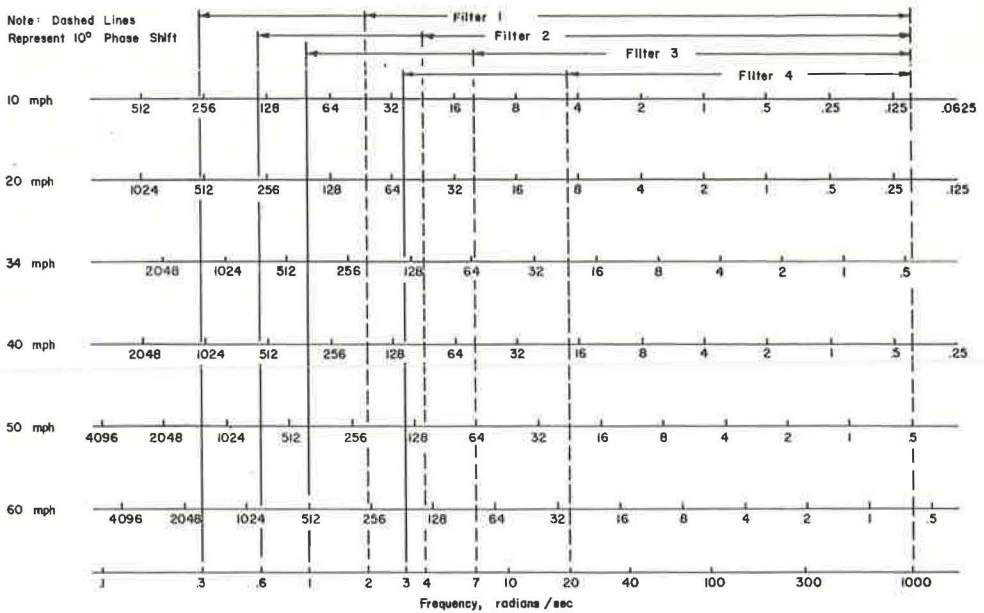 Note: Dashed Lines
Represent 10° Phase Shift
Filter 1
Filter 2
Filter 3
Filter 4
10 mph
512 256 128 64 32 16 8 4 2 1 .5 .25 .125 .0625
20 mph
1024 512 256 128 64 32 16 8 4 2 1 .5 .25 .125
34 mph
2048 1024 512 256 128 64 32 16 8 4 2 1 .5
40 mph
2048 1024 512 256 128 64 32 16 8 4 2 1 .5 .25
50 mph
4096 2048 1024 512 256 128 64 32 16 8 4 2 1 .5
60 mph
4096 2048 1024 512 256 128 64 32 16 8 4 .2 1 .5
.1 .3 .6 1 2 3 4 7 10 20 40 100 300 1000
Frequency, radians/sec